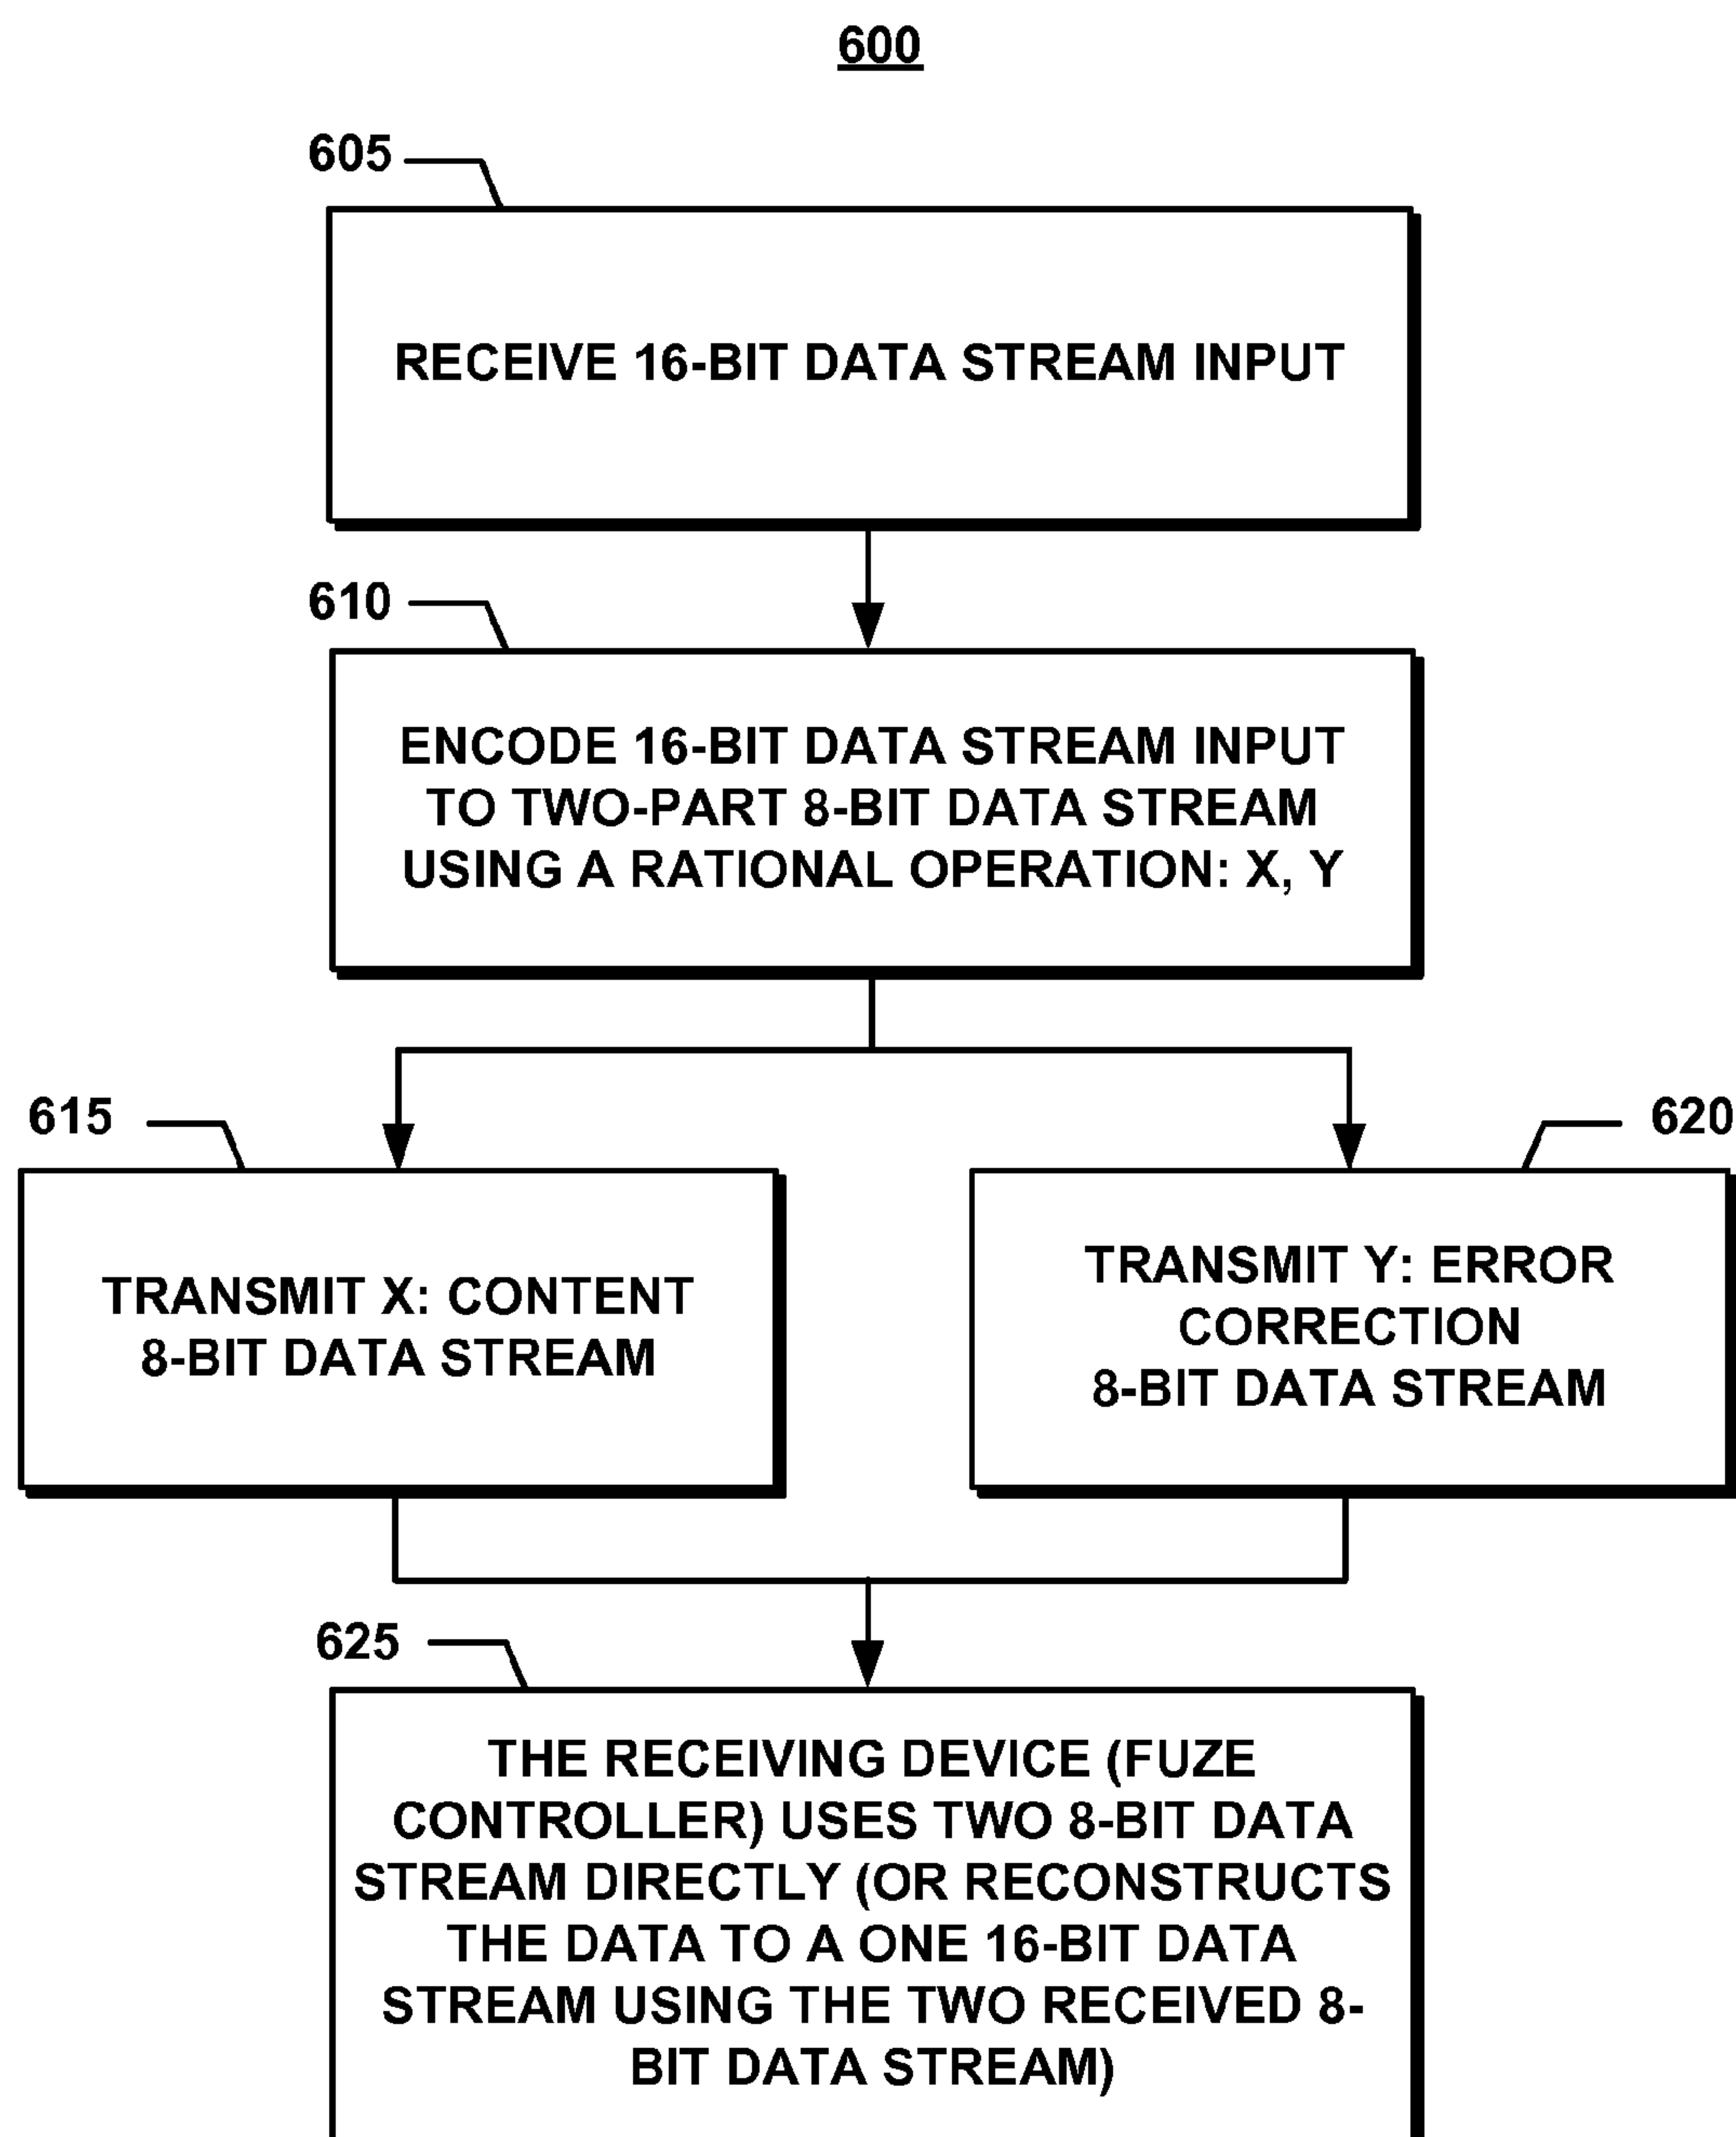 600
605
RECEIVE 16-BIT DATA STREAM INPUT
610
ENCODE 16-BIT DATA STREAM INPUT
TO TWO-PART 8-BIT DATA STREAM
USING A RATIONAL OPERATION: X, Y
615
TRANSMIT X: CONTENT
8-BIT DATA STREAM
620
TRANSMIT Y: ERROR
CORRECTION
8-BIT DATA STREAM
625
THE RECEIVING DEVICE (FUZE
CONTROLLER) USES TWO 8-BIT DATA
STREAM DIRECTLY (OR RECONSTRUCTS
THE DATA TO A ONE 16-BIT DATA
STREAM USING THE TWO RECEIVED 8-
BIT DATA STREAM)